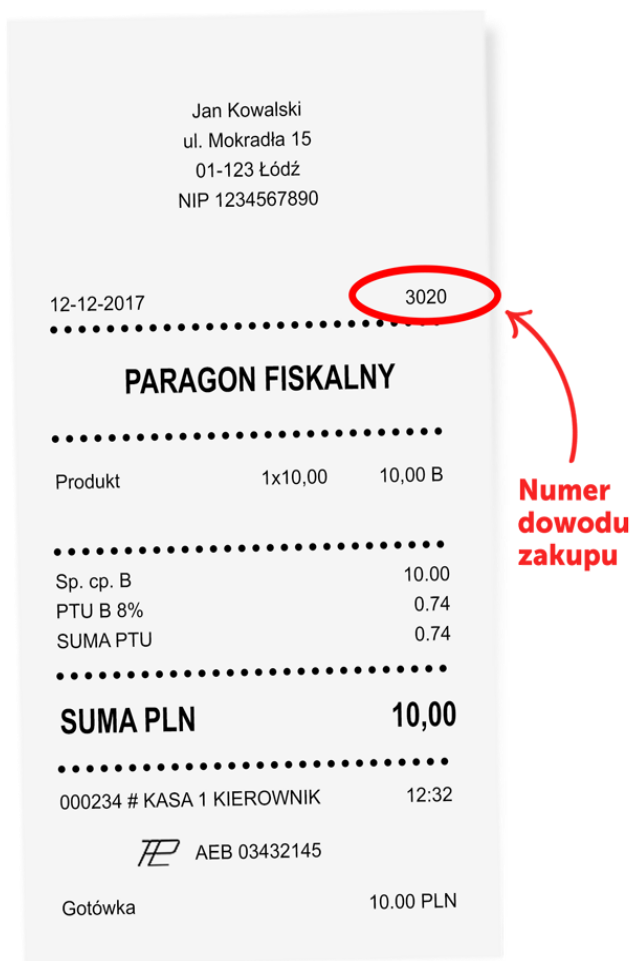 Jan Kowalski
ul. Mokradła 15
01-123 Łódź
NIP 1234567890
12-12-2017 3020
PARAGON FISKALNY
Produkt 1x10,00 10,00 B
Numer
dowodu
zakupu
Sp. cp. B 10.00
PTU B 8% 0.74
SUMA PTU 0.74
SUMA PLN 10,00
000234 # KASA 1 KIEROWNIK 12:32
AEB 03432145
Gotówka 10.00 PLN